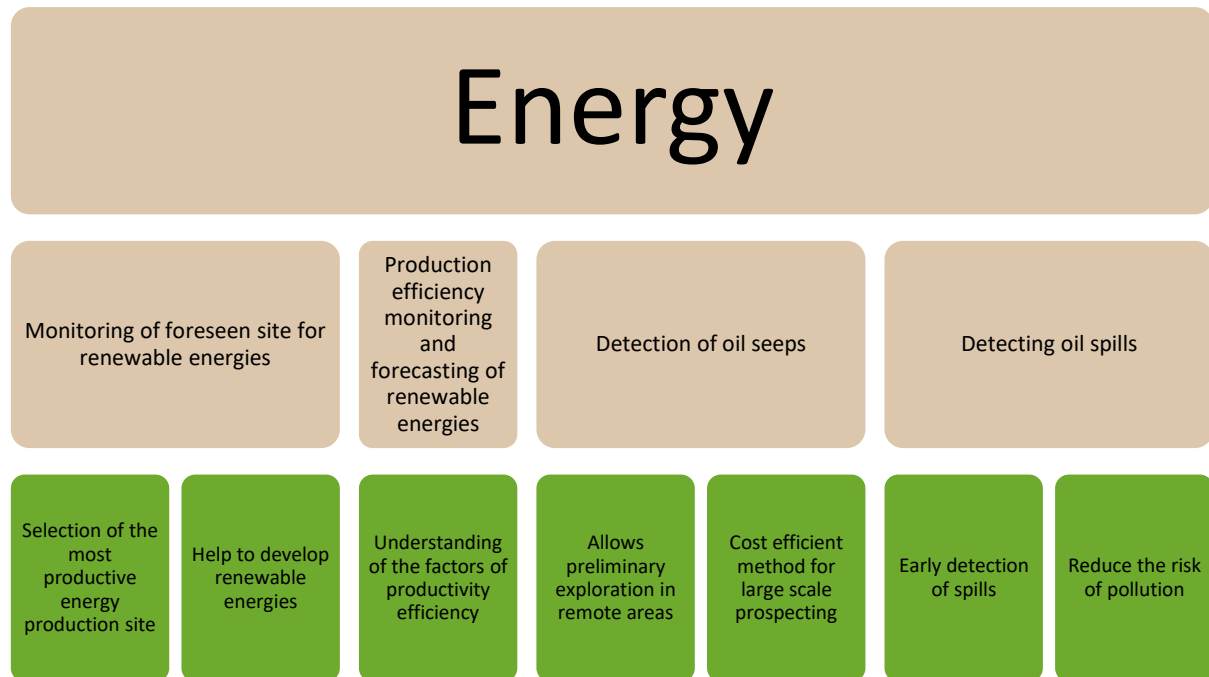 Energy
Monitoring of foreseen site for
renewable energies
Production
efficiency
monitoring
and
forecasting of
renewable
energies
Detection of oil seeps
Detecting oil spills
Selection of the
most
productive
energy
production site
Help to develop
renewable
energies
Understanding
of the factors of
productivity
efficiency
Allows
preliminary
exploration in
remote areas
Cost efficient
method for
large scale
prospecting
Early detection
of spills
Reduce the risk
of pollution